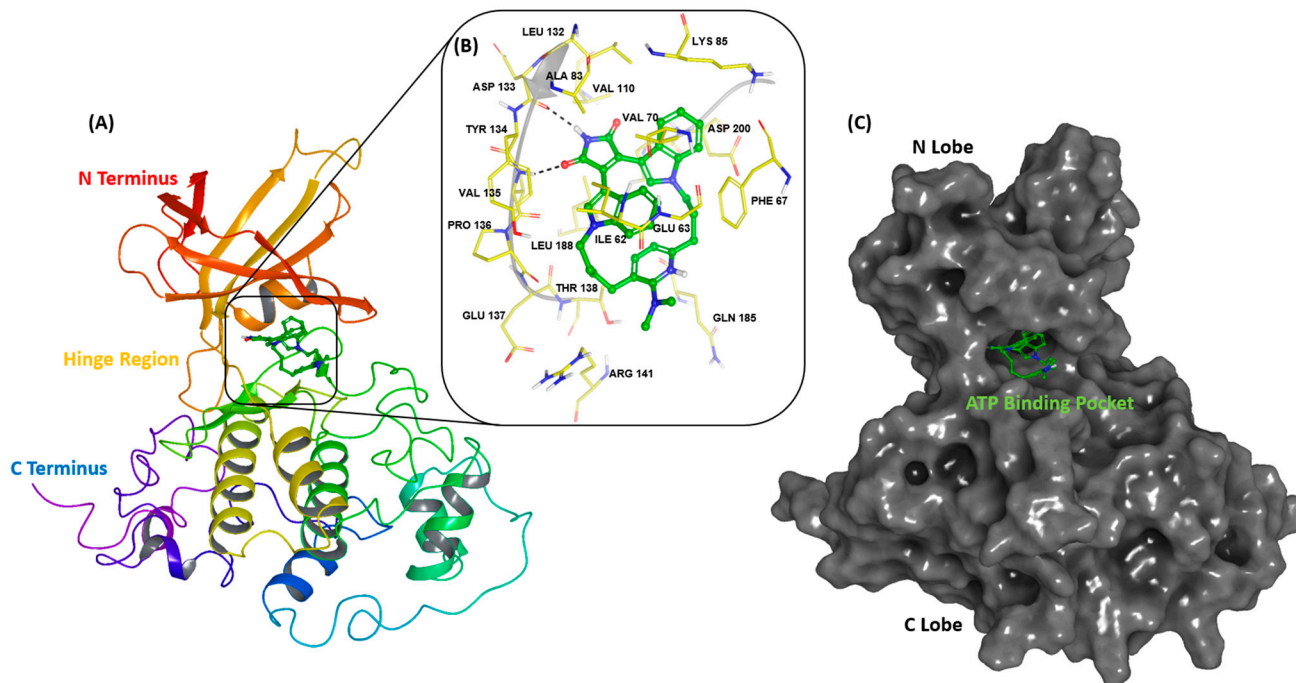 (A)
N Terminus
Hinge Region
C Terminus
(B)
LEU 132
LYS 85
ALA 83
ASP 133
VAL 110
TYR 134
VAL 70
ASP 200
VAL 135
PHE 67
PRO 136
GLU 63
LEU 188
ILE 62
THR 138
GLU 137
GLN 185
ARG 141
(C)
N Lobe
ATP Binding Pocket
C Lobe